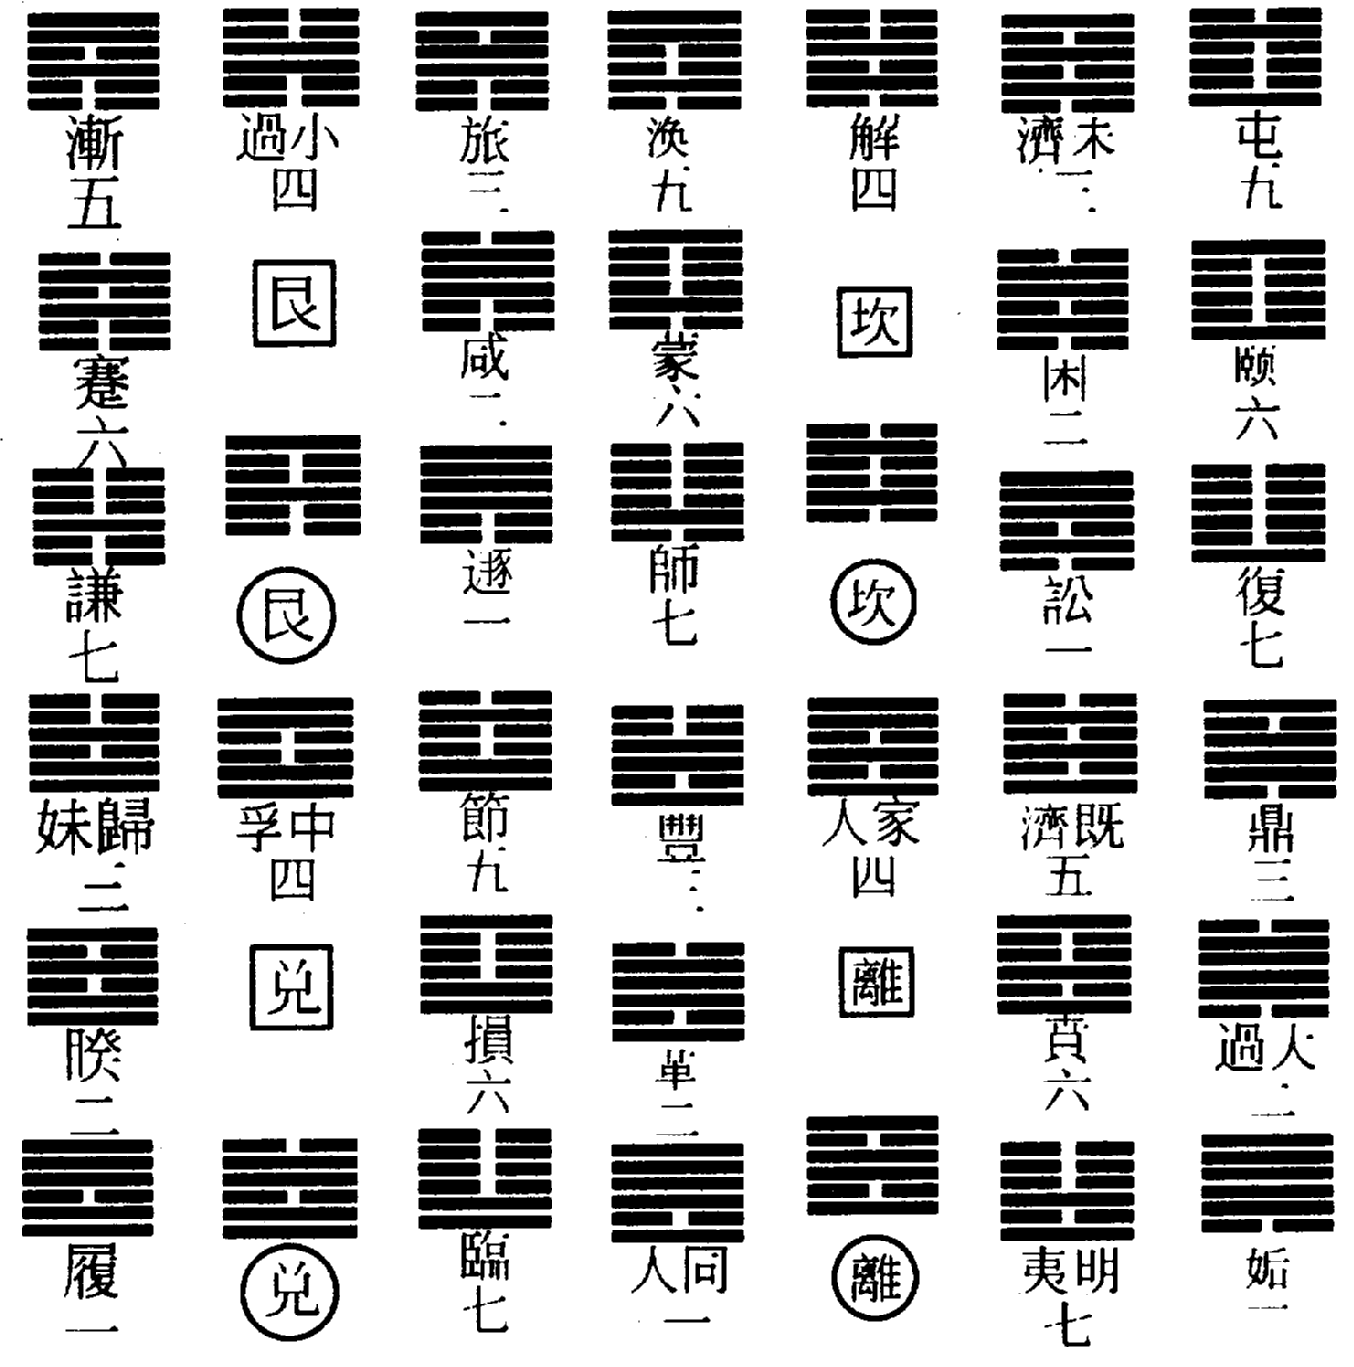 屯九
未濟三
解四
渙九
旅三
小過四
漸五
頤六
困二
坎
蒙六
咸二
艮
蹇六
復七
訟一
坎
師七
遯一
艮
謙七
鼎三
既濟五
家人四
豐
節九
中孚四
歸妹三
大過二
賁六
離
革二
損六
兌
睽二
姤一
明夷七
離
同人一
臨七
兌
履一